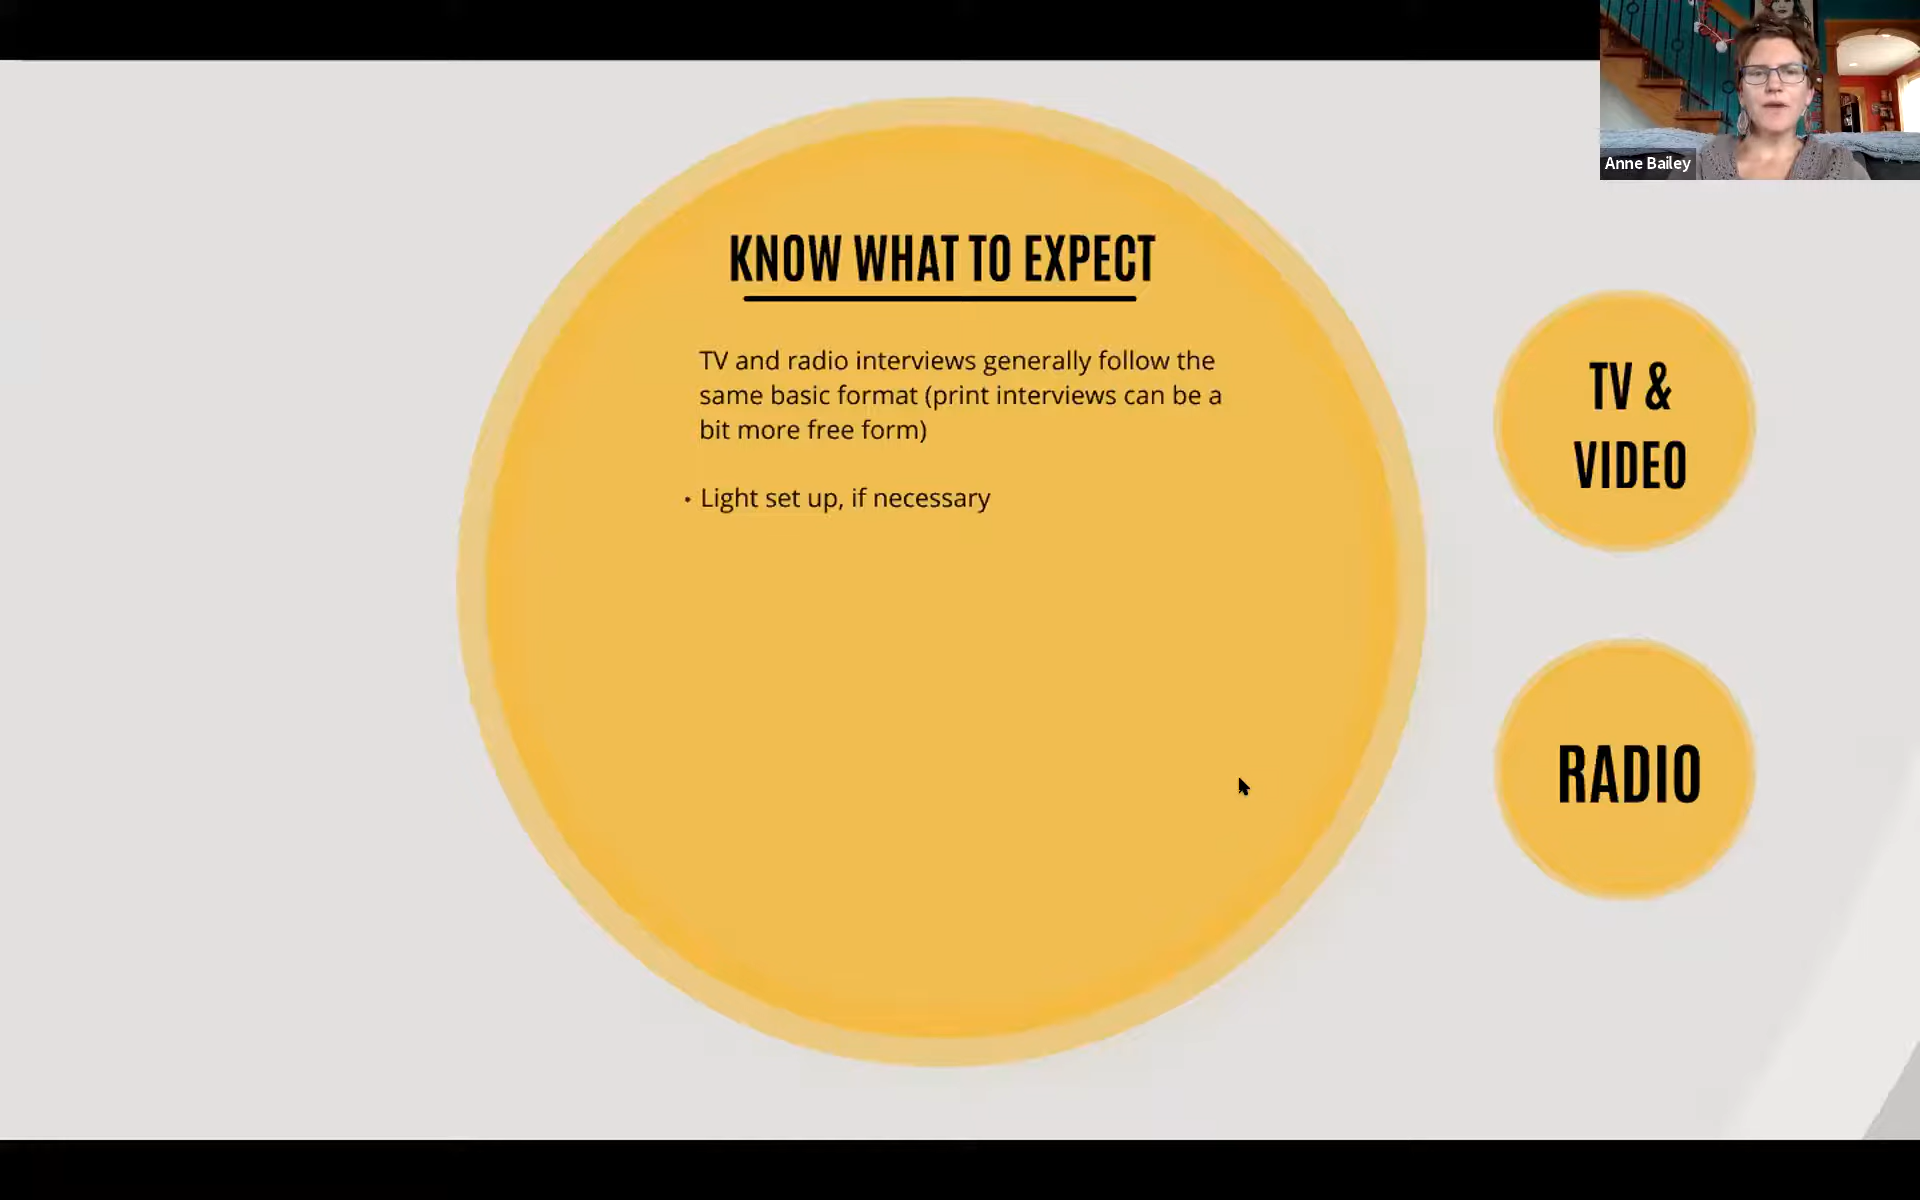 Anne Bailey
KNOW WHAT TO EXPECT
TV and radio interviews generally follow the
same basic format (print interviews can be a
bit more free form)
• Light set up, if necessary
TV &
VIDEO
RADIO